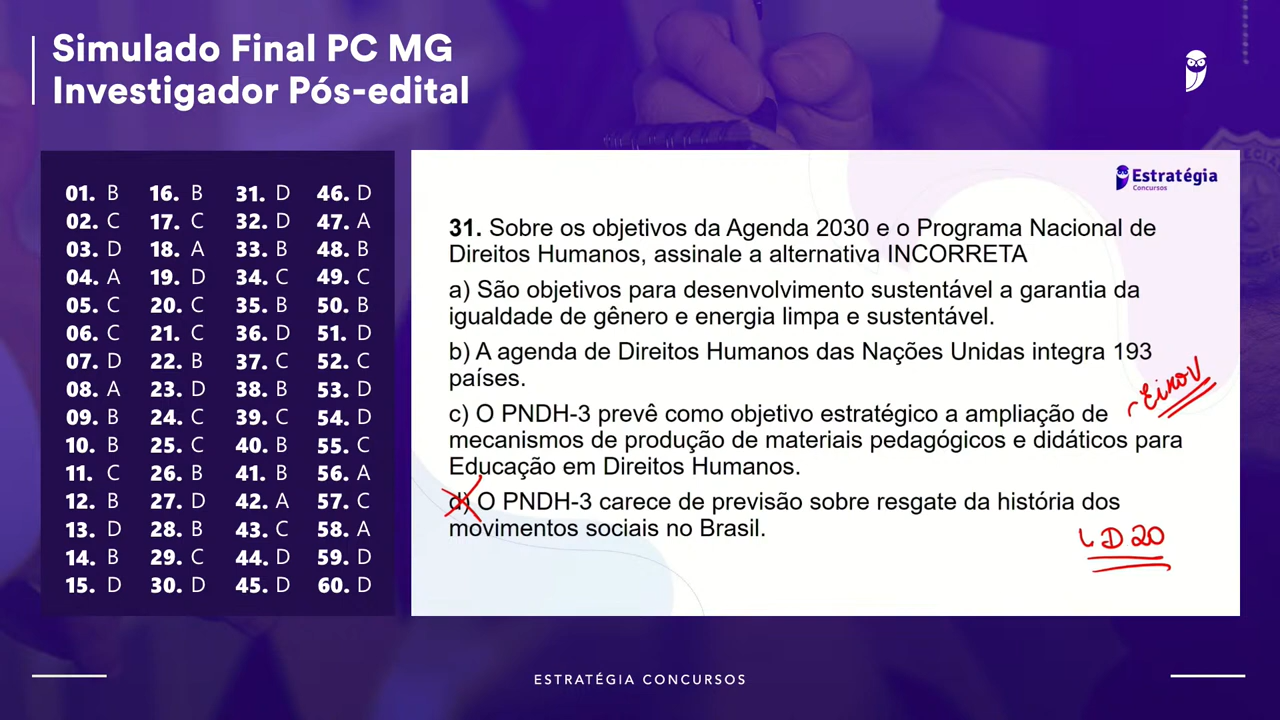 Simulado Final PC MG
Investigador Pós-edital
01. B 16. B 31. D 46. D
02. C 17. C 32. D 47. A
03. D 18. A 33. B 48. B
04. A 19. D 34. C 49. C
05. C 20. C 35. B 50. B
06. C 21. C 36. D 51. D
07. D 22. B 37. C 52. C
08. A 23. D 38. B 53. D
09. B 24. C 39. C 54. D
10. B 25. C 40. B 55. C
11. C 26. B 41. B 56. A
12. B 27. D 42. A 57. C
13. D 28. B 43. C 58. A
14. B 29. C 44. D 59. D
15. D 30. D 45. D 60. D
Estratégia
Concursos
31. Sobre os objetivos da Agenda 2030 e o Programa Nacional de
Direitos Humanos, assinale a alternativa INCORRETA
a) São objetivos para desenvolvimento sustentável a garantia da
igualdade de gênero e energia limpa e sustentável.
b) A agenda de Direitos Humanos das Nações Unidas integra 193
países.
Eixo V
c) O PNDH-3 prevê como objetivo estratégico a ampliação de
mecanismos de produção de materiais pedagógicos e didáticos para
Educação em Direitos Humanos.
d) O PNDH-3 carece de previsão sobre resgate da história dos
movimentos sociais no Brasil.
D 20
ESTRATÉGIA CONCURSOS